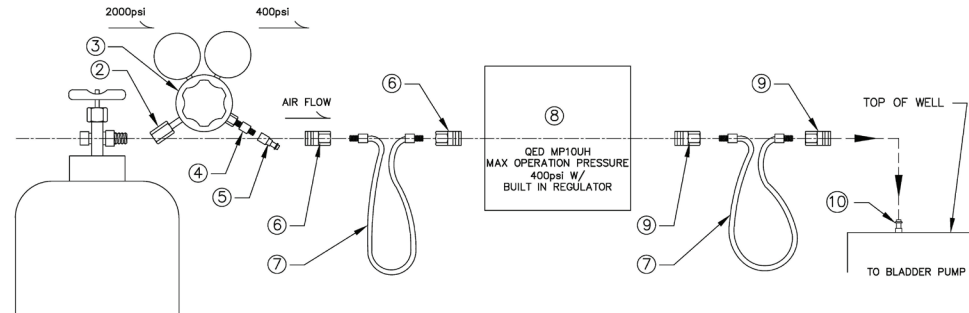 2000psi
400psi
3
2
AIR FLOW
6
9
TOP OF WELL
8
QED MP10UH
MAX OPERATION PRESSURE
400psi W/
BUILT IN REGULATOR
4
5
6
7
9
7
10
TO BLADDER PUMP